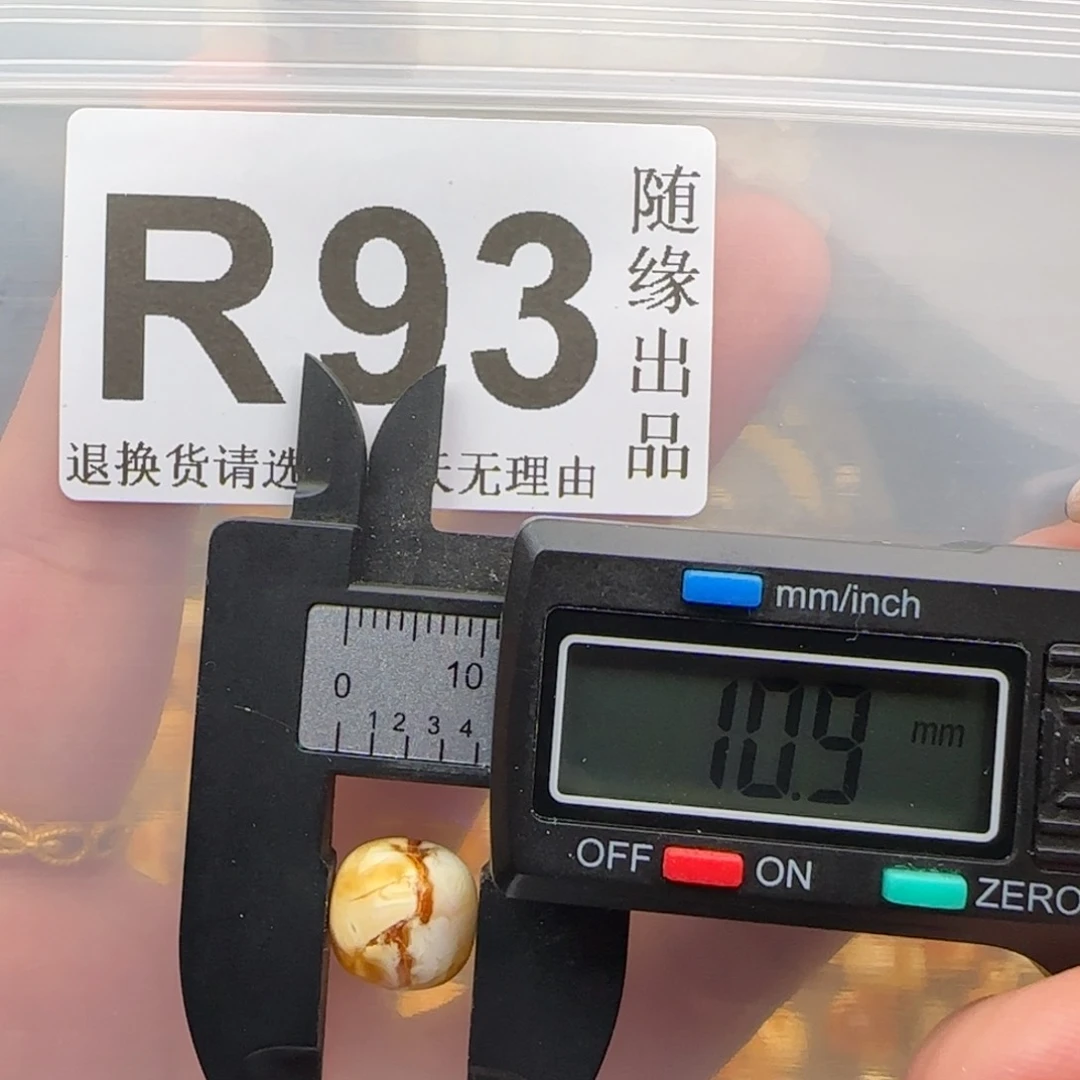 R93
随缘出品
退换货请选 天无理由
mm/inch
0 10
0 1 2 3 4
10.9 mm
OFF ON ZERO